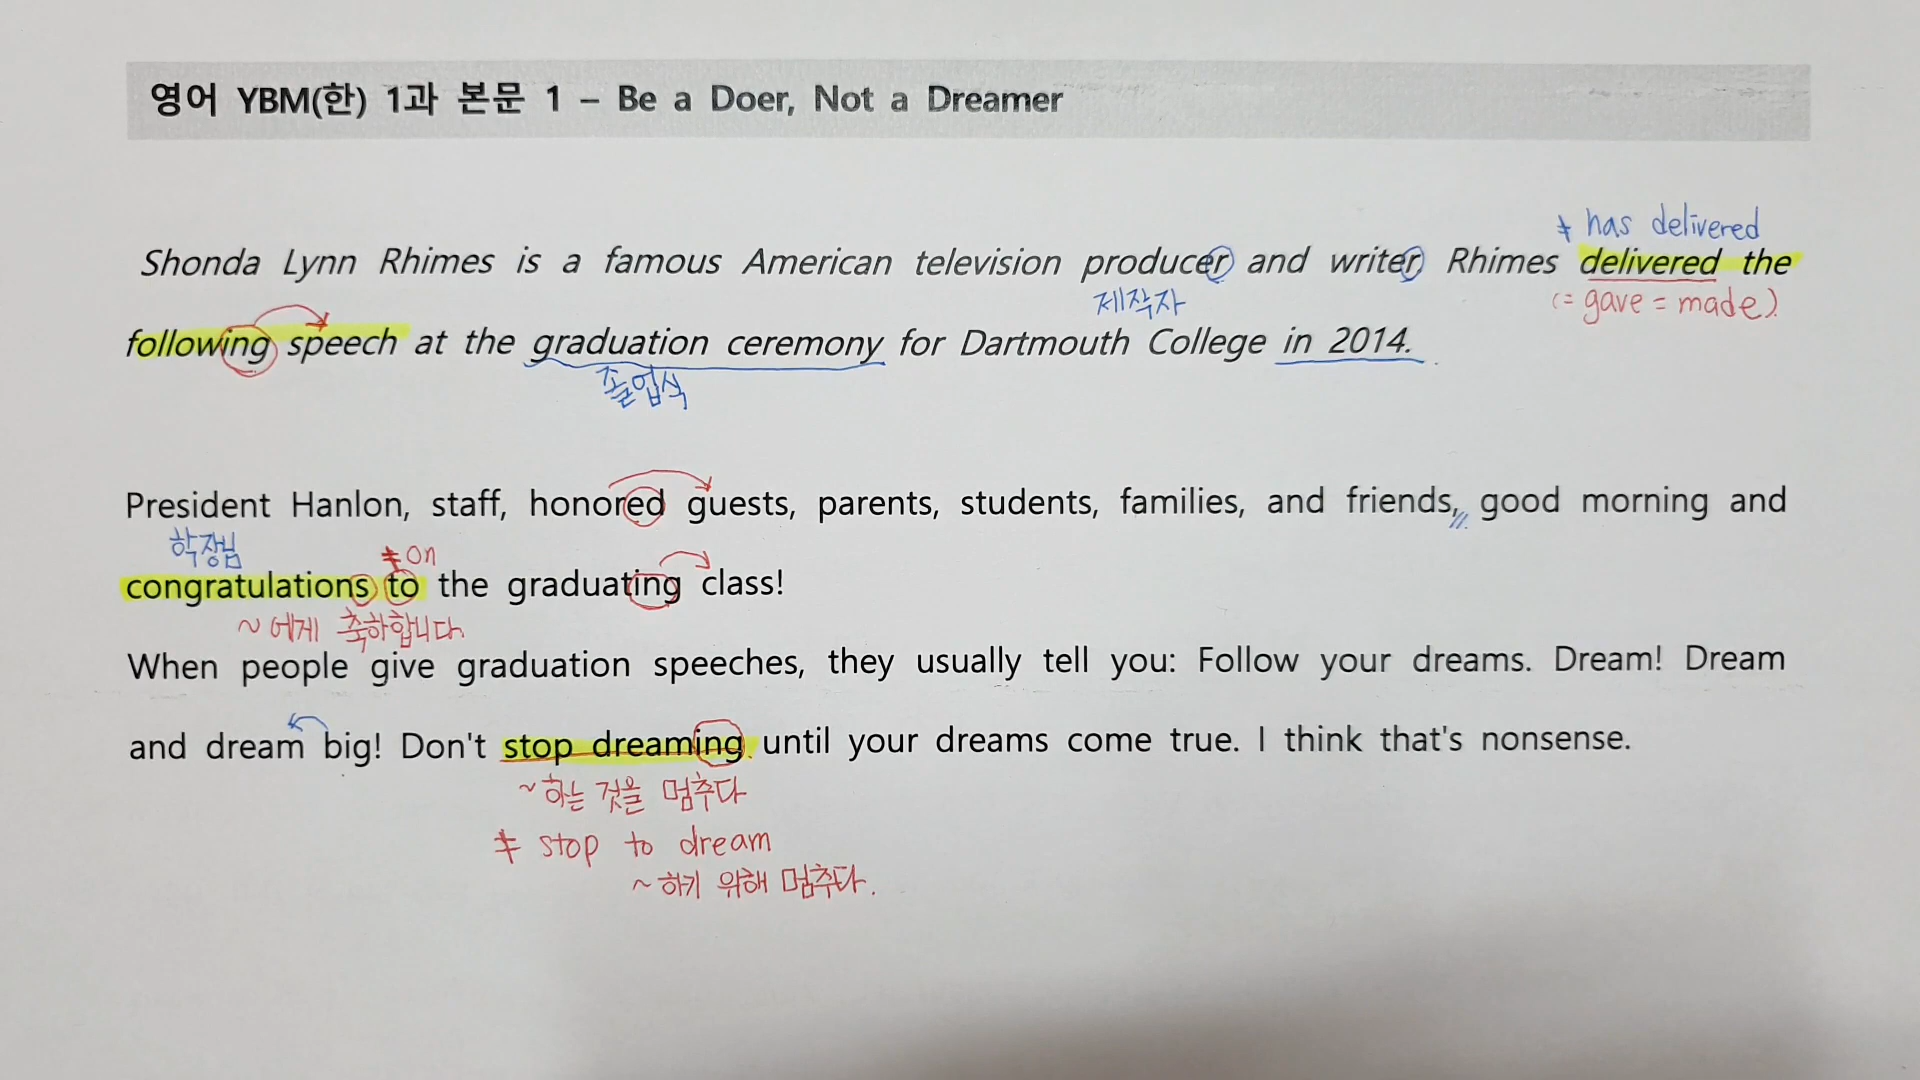 영어 YBM(한) 1과 본문 1 – Be a Doer, Not a Dreamer
≠ has delivered
Shonda Lynn Rhimes is a famous American television producer and writer. Rhimes delivered the
제작자
(= gave = made)
following speech at the graduation ceremony for Dartmouth College in 2014.
졸업식
President Hanlon, staff, honored guests, parents, students, families, and friends, good morning and
학장님
≠ on
congratulations to the graduating class!
~에게 축하합니다.
When people give graduation speeches, they usually tell you: Follow your dreams. Dream! Dream
and dream big! Don't stop dreaming until your dreams come true. I think that's nonsense.
~하는 것을 멈추다
≠ stop to dream
~하기 위해 멈추다.